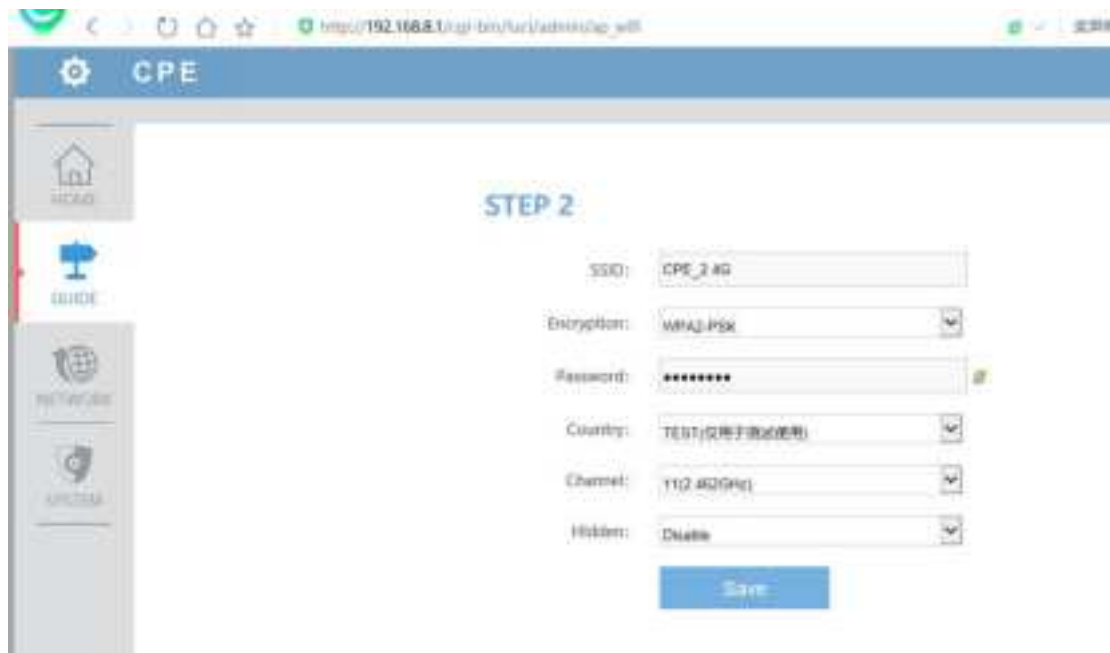 http://192.168.8.1/cgi-bin/luci/admin/ap_wifi
CPE
HOME
STEP 2
SSID: CPE_2.4G
GUIDE
Encryption: WPA2-PSK
Password: ••••••••
NETWORK
Country: TEST(仅用于测试使用)
SYSTEM
Channel: 11(2.462GHz)
Hidden: Disable
Save